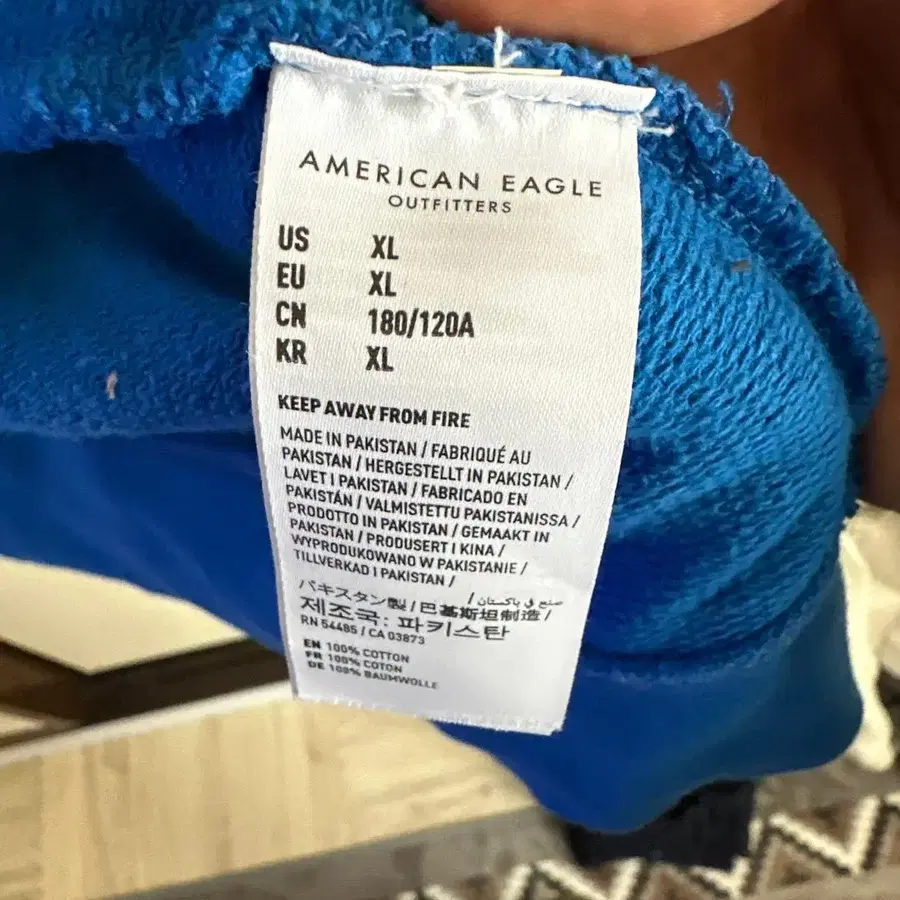 AMERICAN EAGLE
OUTFITTERS
US XL
EU XL
CN 180/120A
KR XL
KEEP AWAY FROM FIRE
MADE IN PAKISTAN / FABRIQUÉ AU
PAKISTAN / HERGESTELLT IN PAKISTAN /
LAVET I PAKISTAN / FABRICADO EN
PAKISTÁN / VALMISTETTU PAKISTANISSA /
PRODOTTO IN PAKISTAN / GEMAAKT IN
PAKISTAN / PRODUSERT I KINA /
WYPRODUKOWANO W PAKISTANIE /
TILLVERKAD I PAKISTAN /
パキスタン製 / 巴基斯坦制造 / صنع في باكستان /
제조국: 파키스탄
RN 54485 / CA 03873
EN 100% COTTON
FR 100% COTON
DE 100% BAUMWOLLE